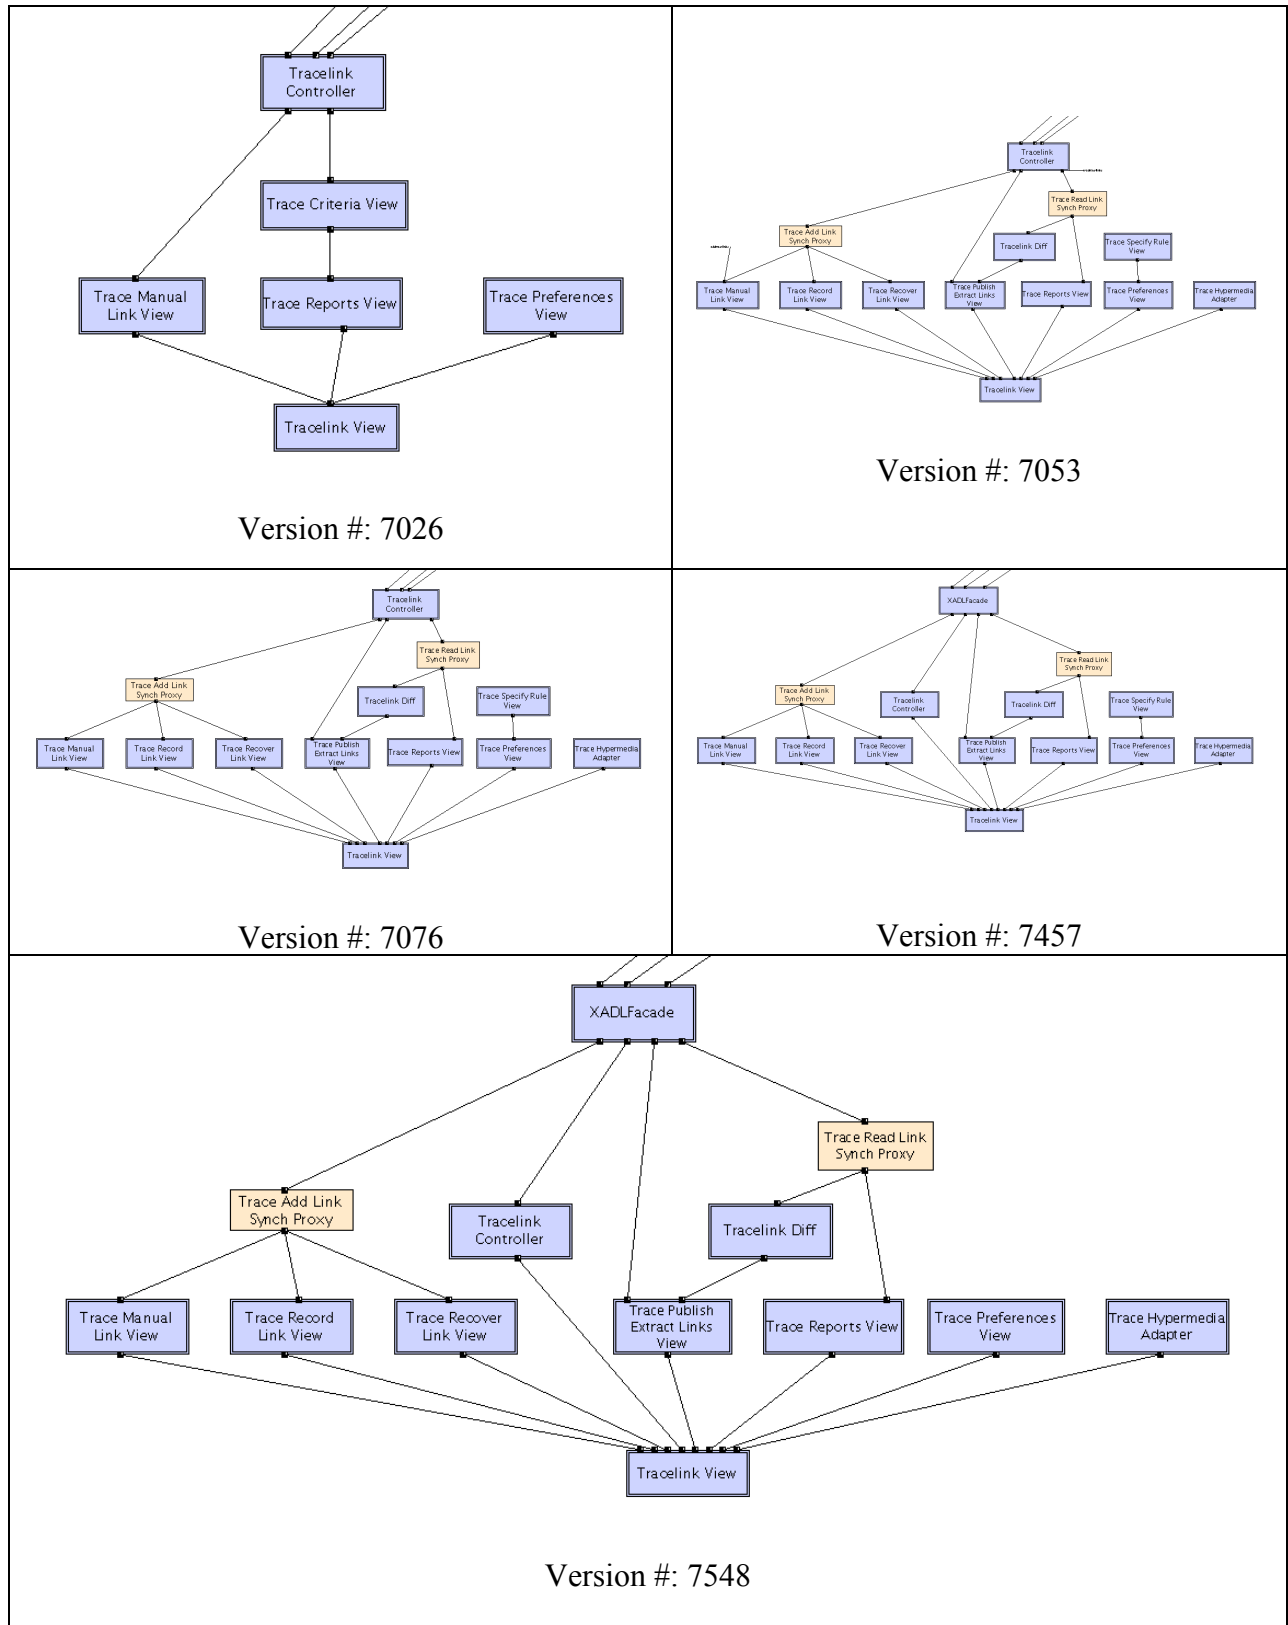 Tracelink
Controller
Trace Criteria View
Trace Manual
Link View
Trace Reports View
Trace Preferences
View
Tracelink View
Version #: 7026
Tracelink
Controller
Trace Read Link
Synch Proxy
Trace Add Link
Synch Proxy
Tracelink Diff
Trace Specify Rule
View
Trace Manual
Link View
Trace Record
Link View
Trace Recover
Link View
Trace Publish
Extract Links
View
Trace Reports View
Trace Preferences
View
Trace Hypermedia
Adapter
Tracelink View
Version #: 7053
Tracelink
Controller
Trace Read Link
Synch Proxy
Trace Add Link
Synch Proxy
Tracelink Diff
Trace Specify Rule
View
Trace Manual
Link View
Trace Record
Link View
Trace Recover
Link View
Trace Publish
Extract Links
View
Trace Reports View
Trace Preferences
View
Trace Hypermedia
Adapter
Tracelink View
Version #: 7076
XADLFacade
Trace Read Link
Synch Proxy
Trace Add Link
Synch Proxy
Tracelink
Controller
Tracelink Diff
Trace Specify Rule
View
Trace Manual
Link View
Trace Record
Link View
Trace Recover
Link View
Trace Publish
Extract Links
View
Trace Reports View
Trace Preferences
View
Trace Hypermedia
Adapter
Tracelink View
Version #: 7457
XADLFacade
Trace Read Link
Synch Proxy
Trace Add Link
Synch Proxy
Tracelink
Controller
Tracelink Diff
Trace Manual
Link View
Trace Record
Link View
Trace Recover
Link View
Trace Publish
Extract Links
View
Trace Reports View
Trace Preferences
View
Trace Hypermedia
Adapter
Tracelink View
Version #: 7548